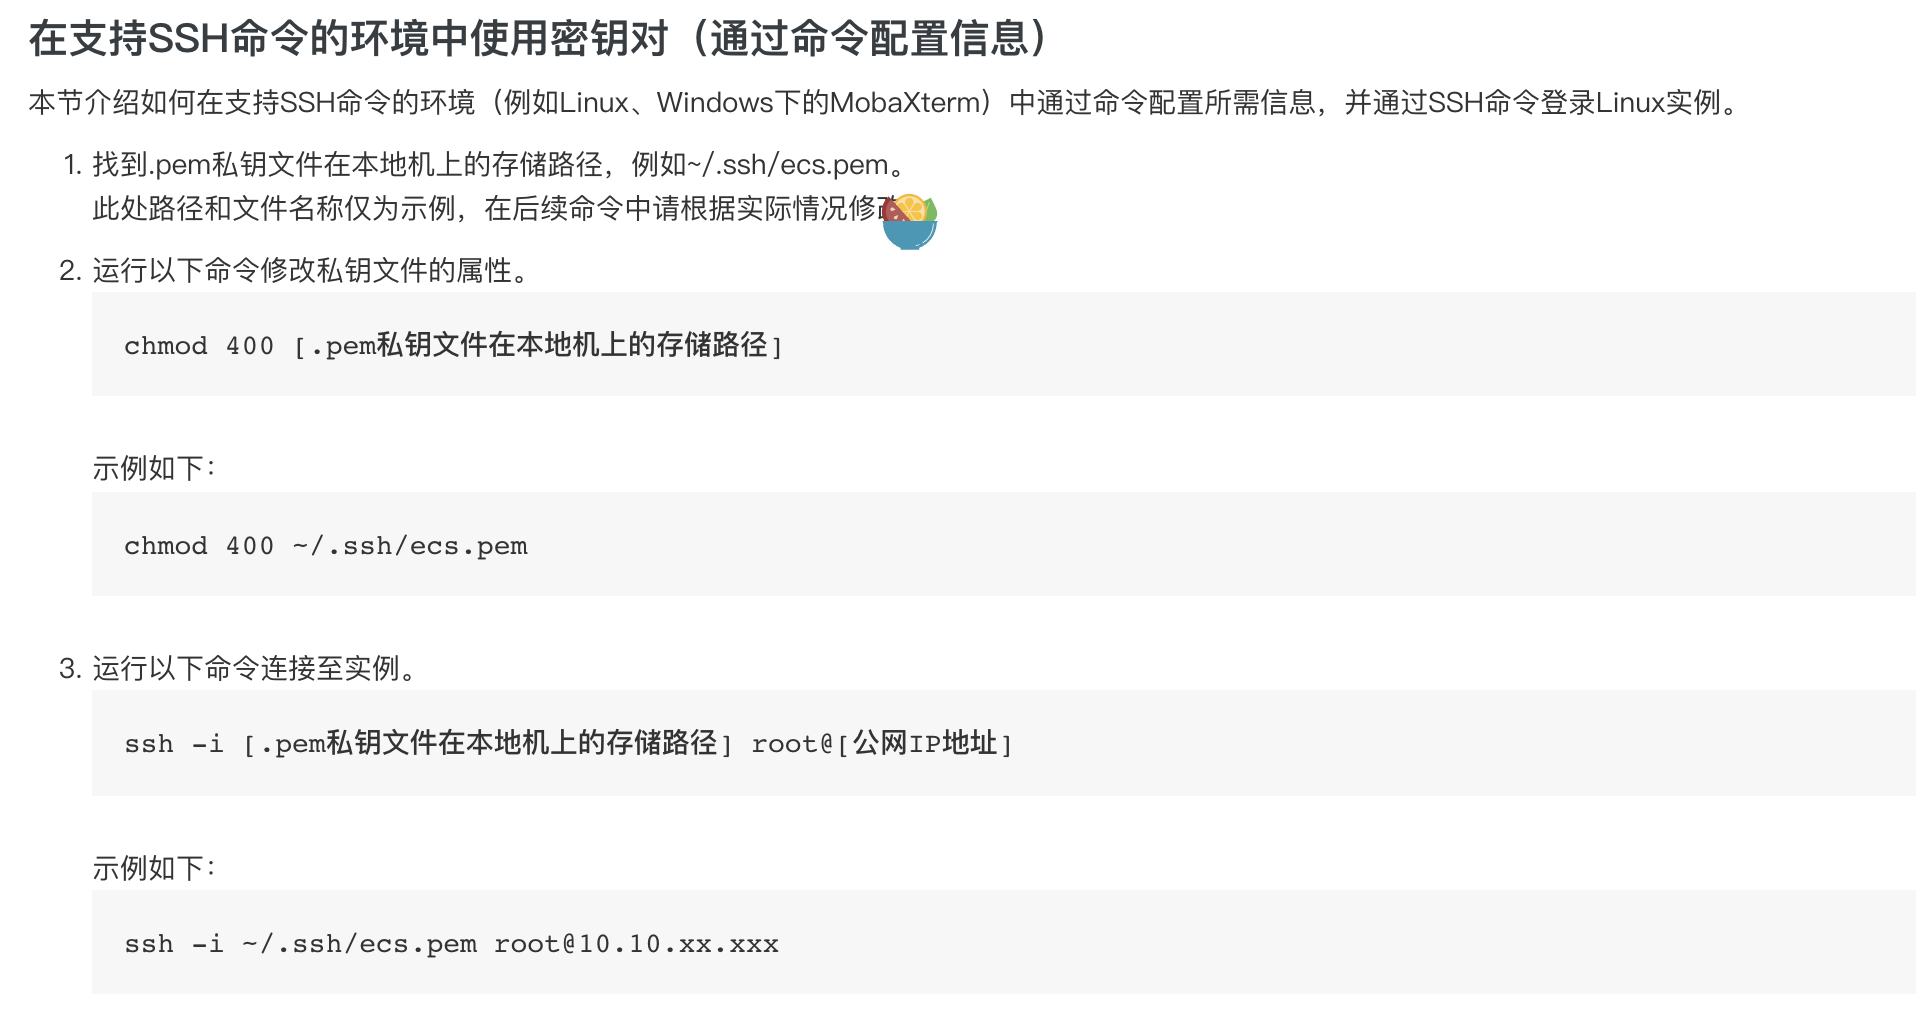 在支持SSH命令的环境中使用密钥对（通过命令配置信息）
本节介绍如何在支持SSH命令的环境（例如Linux、Windows下的MobaXterm）中通过命令配置所需信息，并通过SSH命令登录Linux实例。
1. 找到.pem私钥文件在本地机上的存储路径，例如~/.ssh/ecs.pem。
此处路径和文件名称仅为示例，在后续命令中请根据实际情况修
2. 运行以下命令修改私钥文件的属性。
chmod 400 [.pem私钥文件在本地机上的存储路径]
示例如下：
chmod 400 ~/.ssh/ecs.pem
3. 运行以下命令连接至实例。
ssh -i [.pem私钥文件在本地机上的存储路径] root@[公网IP地址]
示例如下：
ssh -i ~/.ssh/ecs.pem root@10.10.xx.xxx